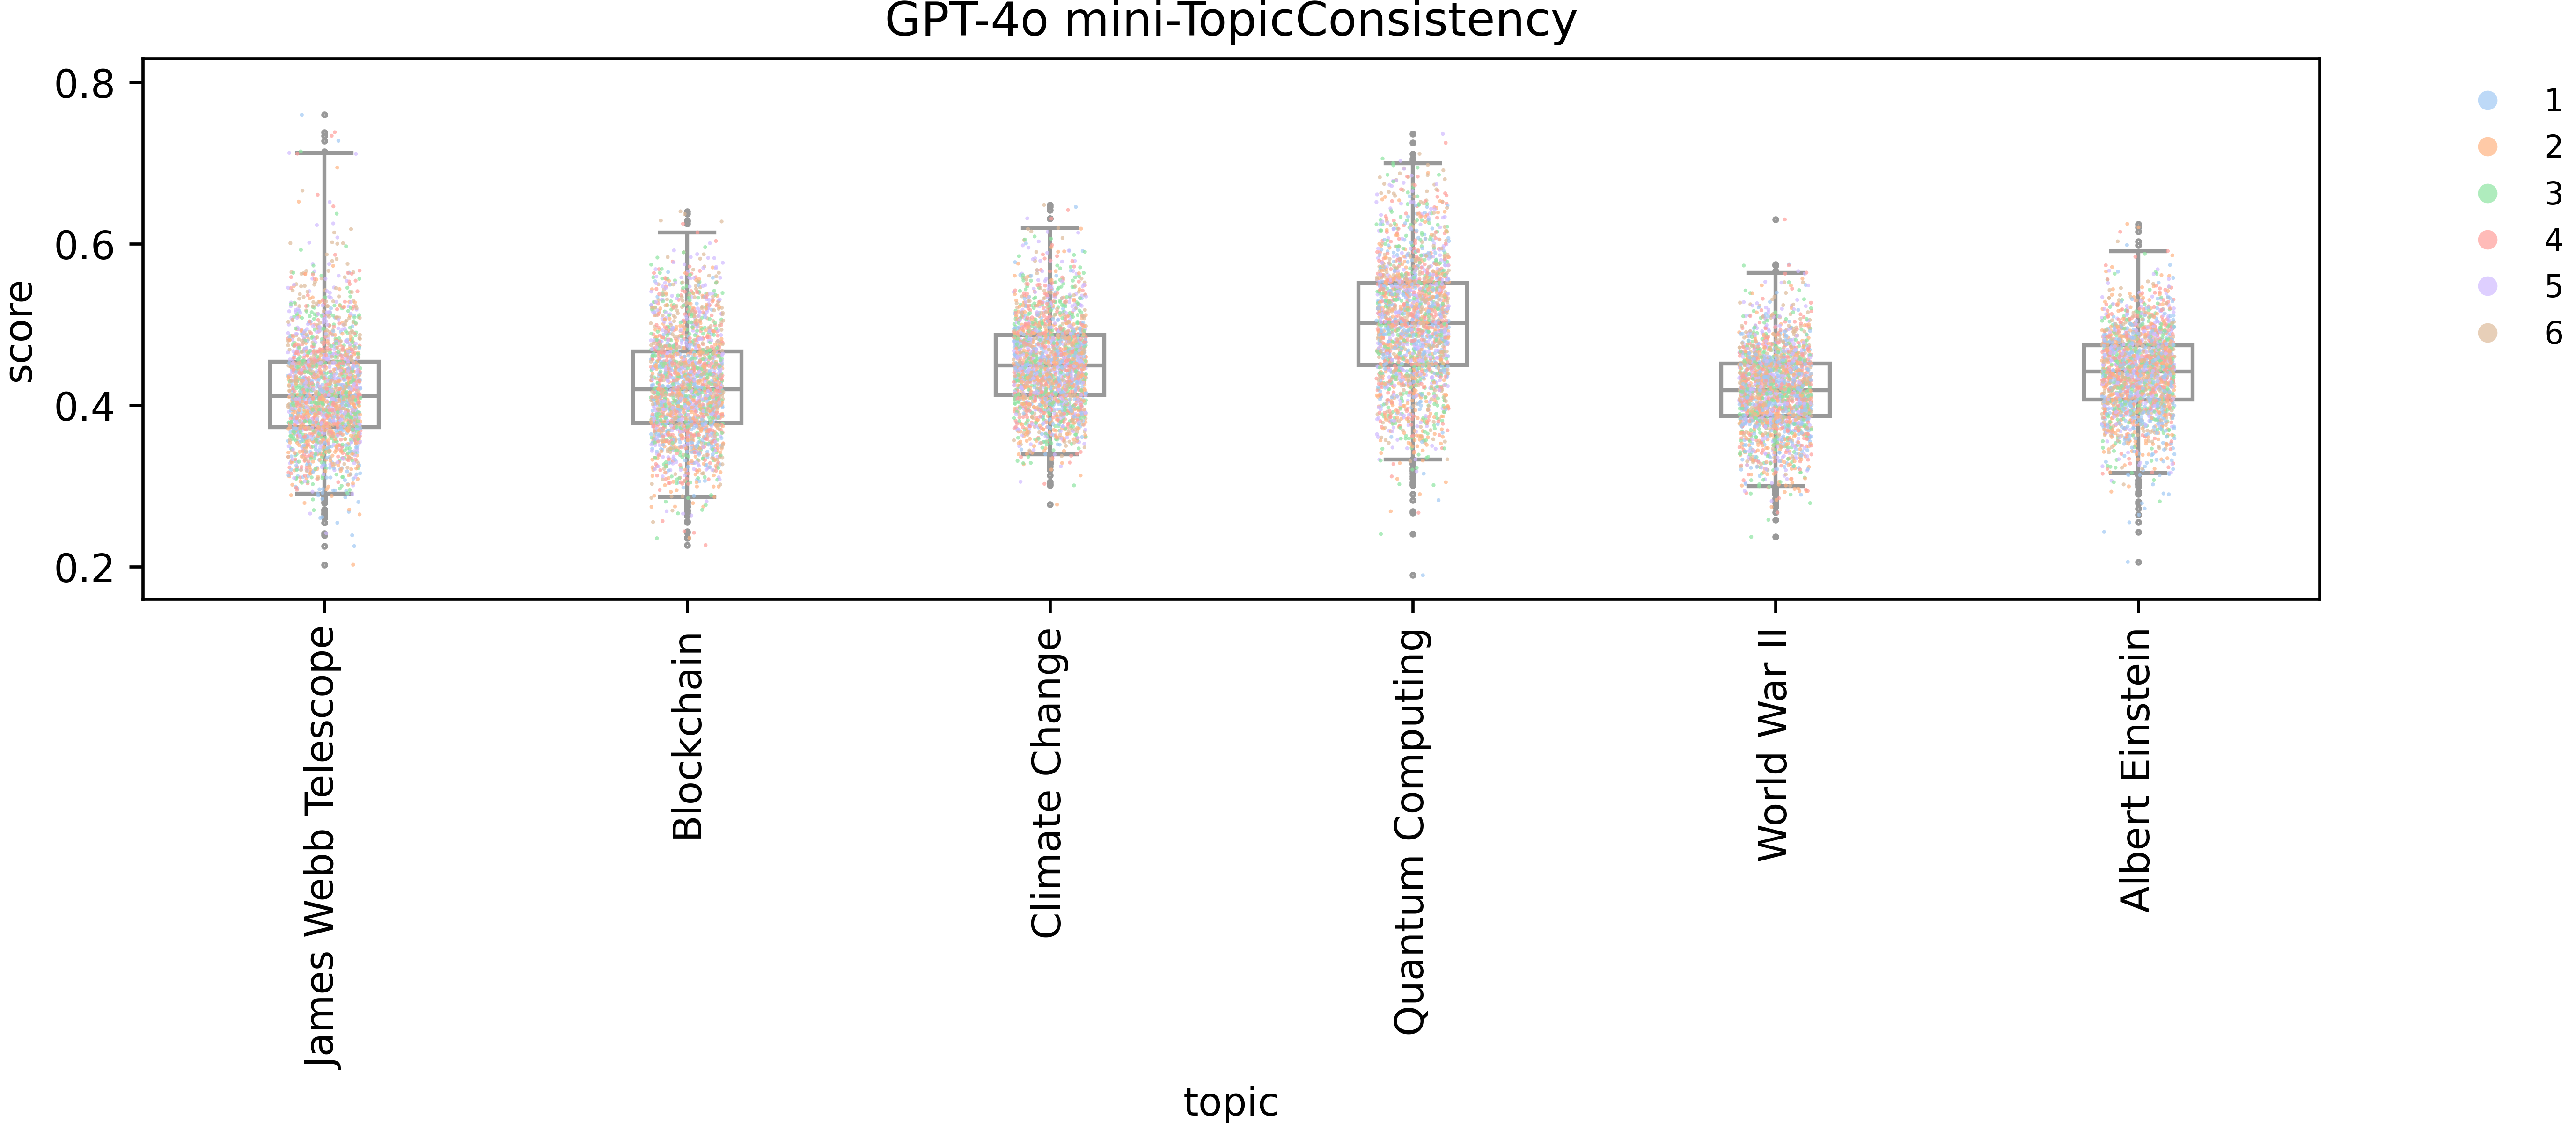 GPT-4o mini-TopicConsistency
0.8
0.6
0.4
0.2
score
James Webb Telescope
Blockchain
Climate Change
Quantum Computing
World War II
Albert Einstein
topic
1
2
3
4
5
6